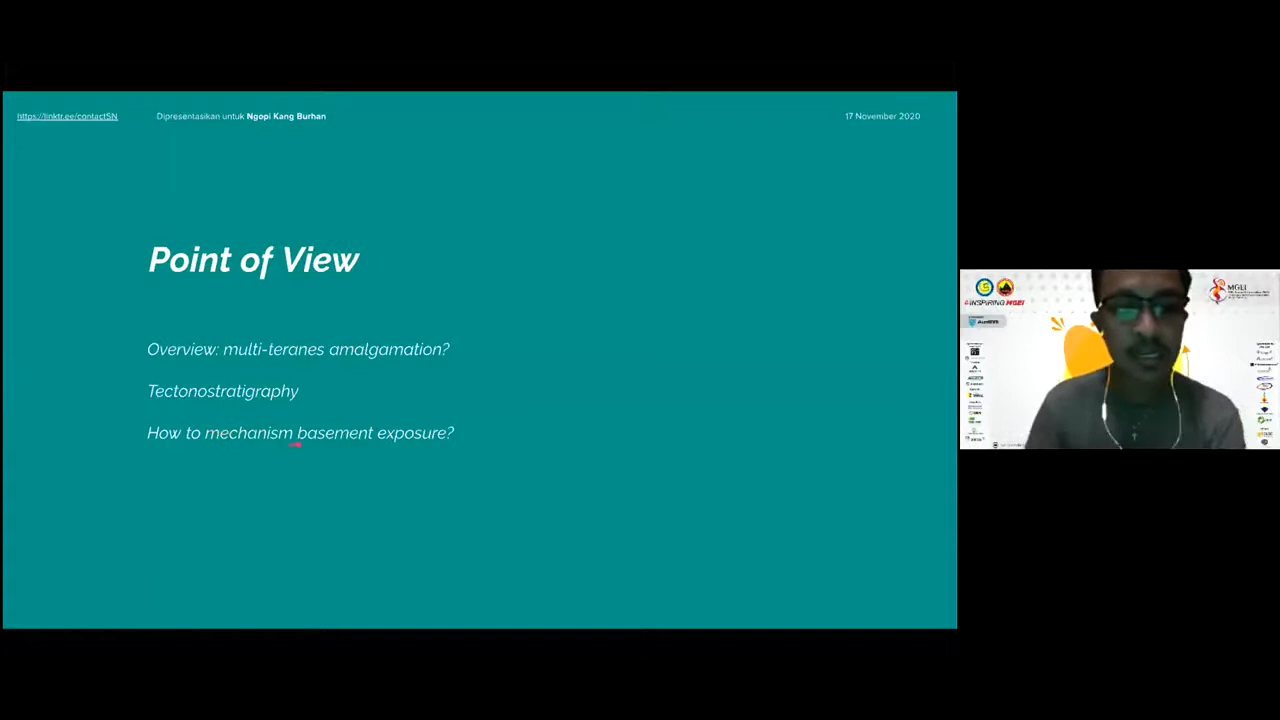 https://linktr.ee/contactSN
Dipresentasikan untuk Ngopi Kang Burhan
17 November 2020
Point of View
Overview: multi-teranes amalgamation?
Tectonostratigraphy
How to mechanism basement exposure?
#INSPIRING MGEI
MGEI